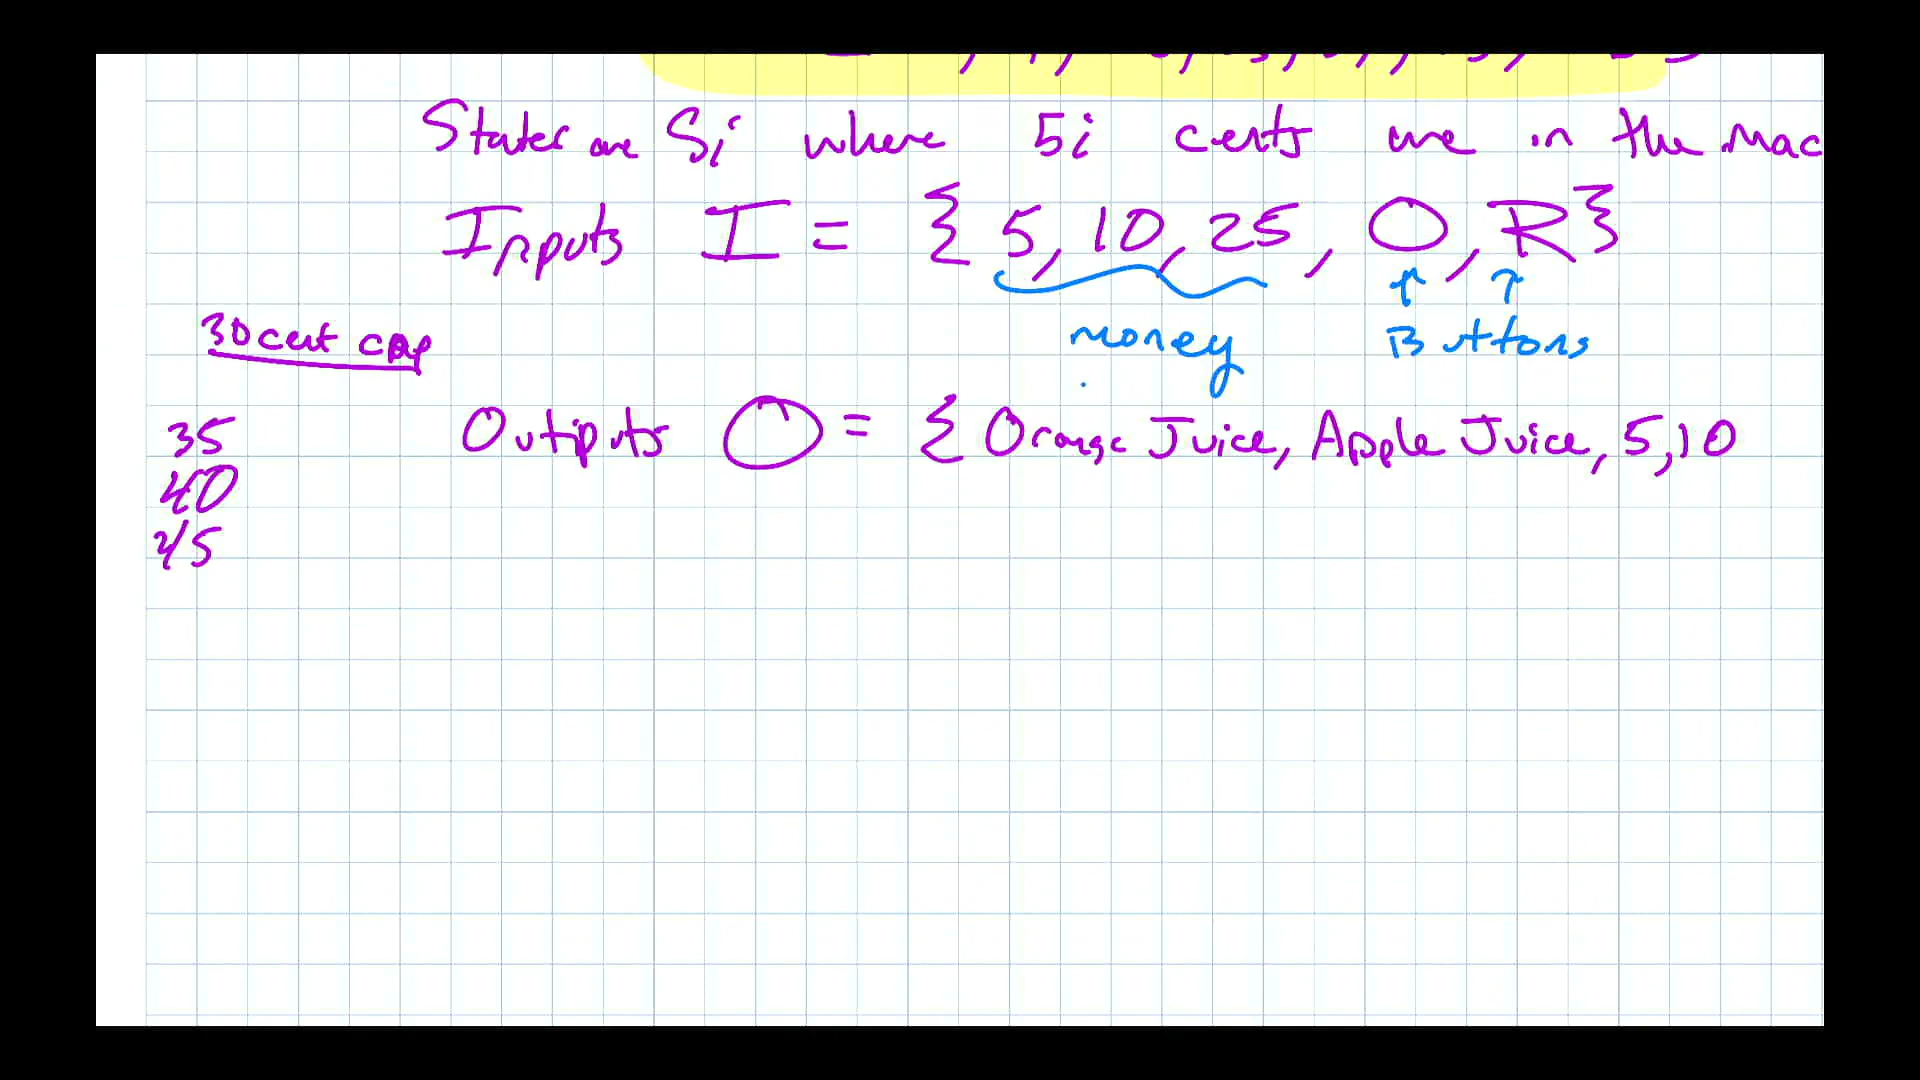 States are Si where 5i cents are in the Mac
Inputs I = { 5, 10, 25, O, R }
money Buttons
30 cent cap
Outputs O = { Orange Juice, Apple Juice, 5, 10
35
40
45